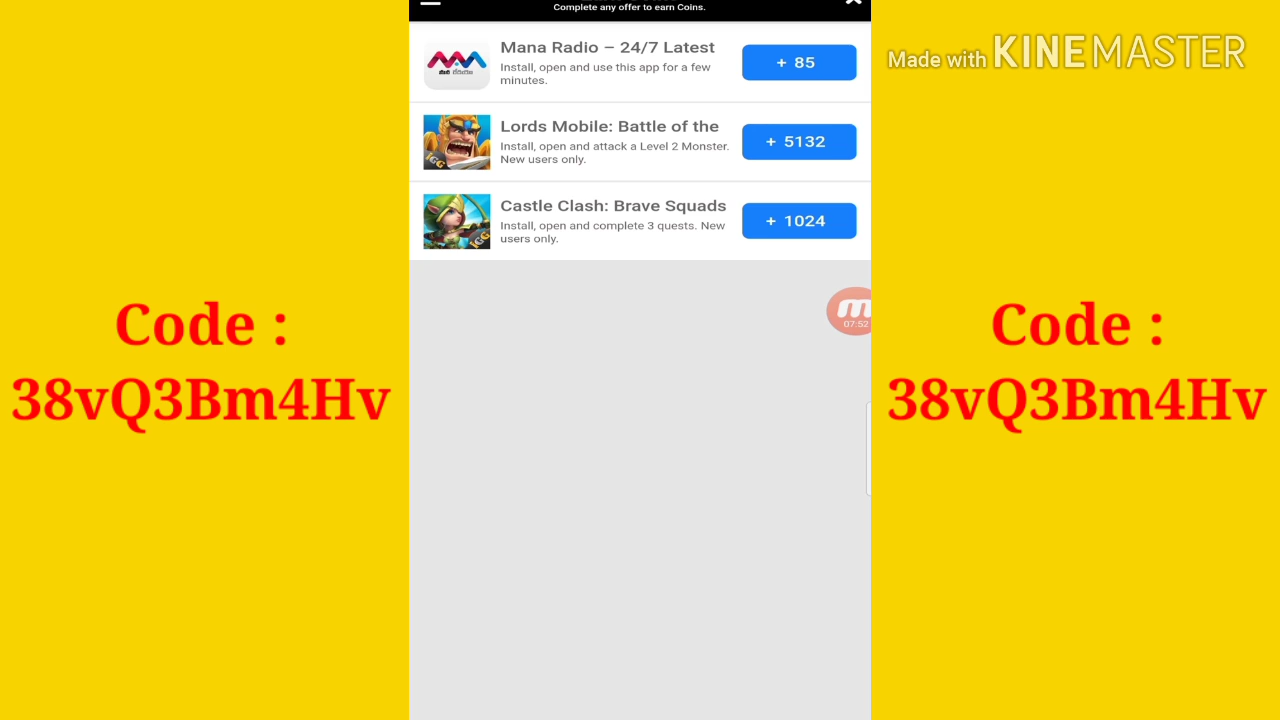 Complete any offer to earn Coins.
Mana Radio – 24/7 Latest
Install, open and use this app for a few
minutes.
+ 85
Lords Mobile: Battle of the
Install, open and attack a Level 2 Monster.
New users only.
+ 5132
IGG
Castle Clash: Brave Squads
Install, open and complete 3 quests. New
users only.
+ 1024
IGG
07:52
Code :
38vQ3Bm4Hv
Code :
38vQ3Bm4Hv
Made with KINEMASTER